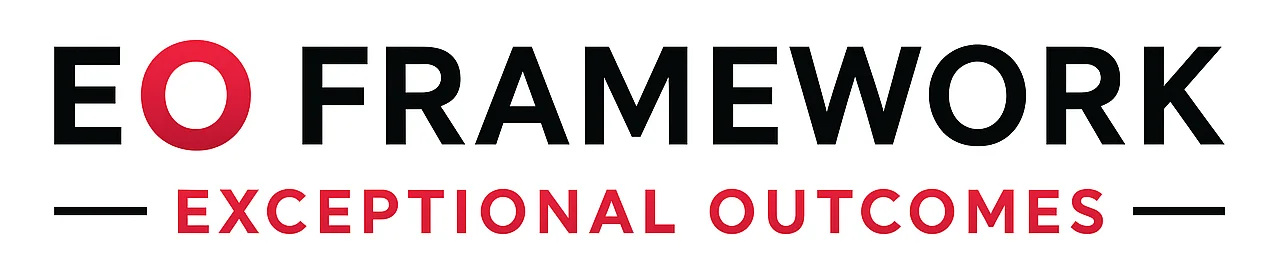 EO FRAMEWORK
EXCEPTIONAL OUTCOMES